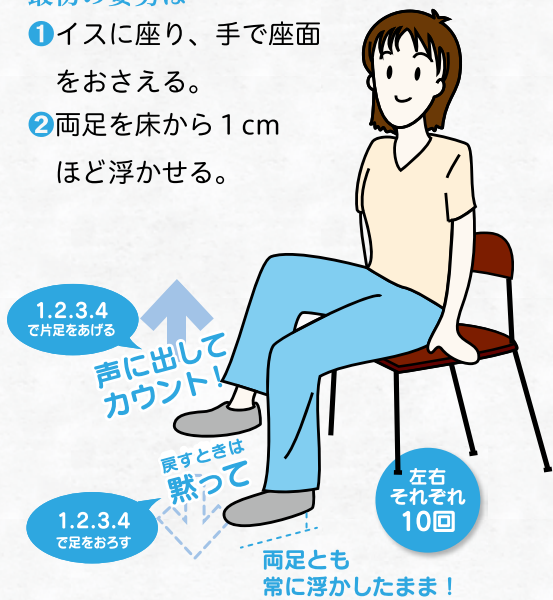 最初の姿勢は
❶イスに座り、手で座面
をおさえる。
❷両足を床から１cm
ほど浮かせる。
1.2.3.4
で片足をあげる
声に出して
カウント！
戻すときは
黙って
1.2.3.4
で足をおろす
左右
それぞれ
10回
両足とも
常に浮かしたまま！